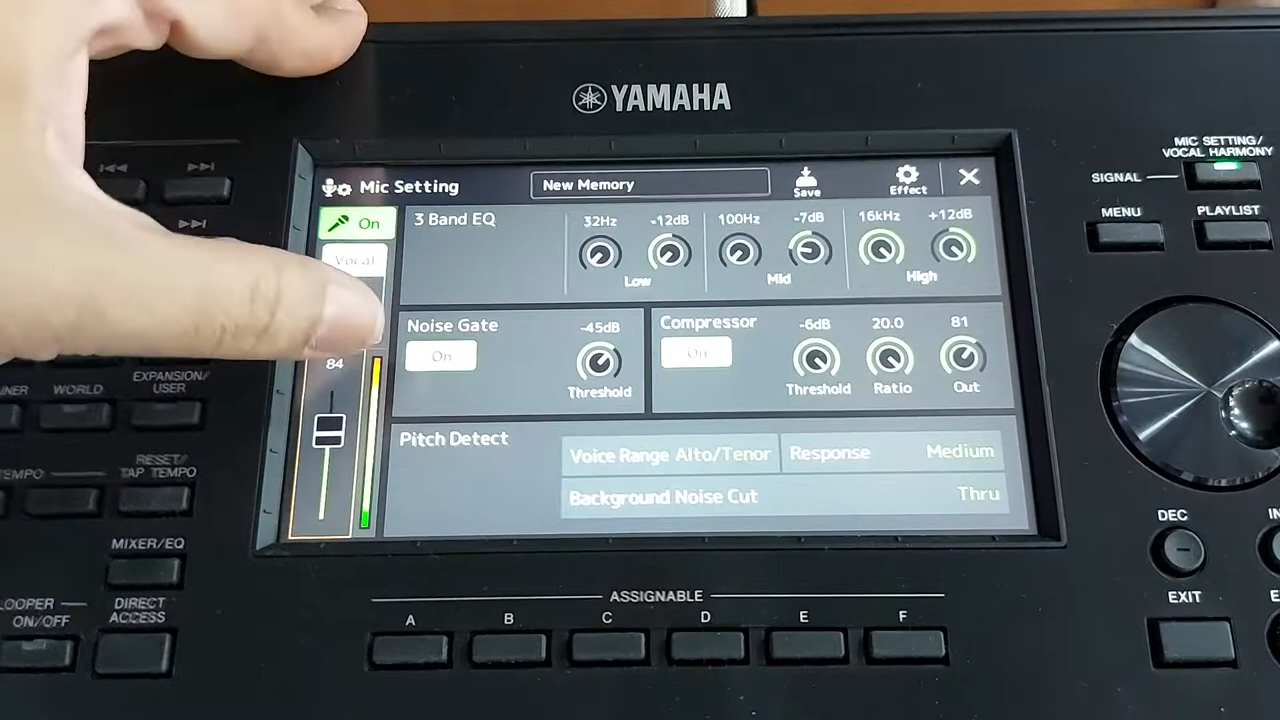 YAMAHA
MIC SETTING/
VOCAL HARMONY
SIGNAL
MENU
PLAYLIST
Mic Setting
New Memory
Save
Effect
On
Vocal
84
3 Band EQ
32Hz
-12dB
100Hz
-7dB
16kHz
+12dB
Low
Mid
High
Noise Gate
On
-45dB
Threshold
Compressor
On
-6dB
20.0
81
Threshold
Ratio
Out
Pitch Detect
Voice Range Alto/Tenor
Response Medium
Background Noise Cut Thru
WORLD
EXPANSION/
USER
RESET/
TAP TEMPO
MIXER/EQ
ON/OFF
DIRECT
ACCESS
DEC
EXIT
ASSIGNABLE
A B C D E F